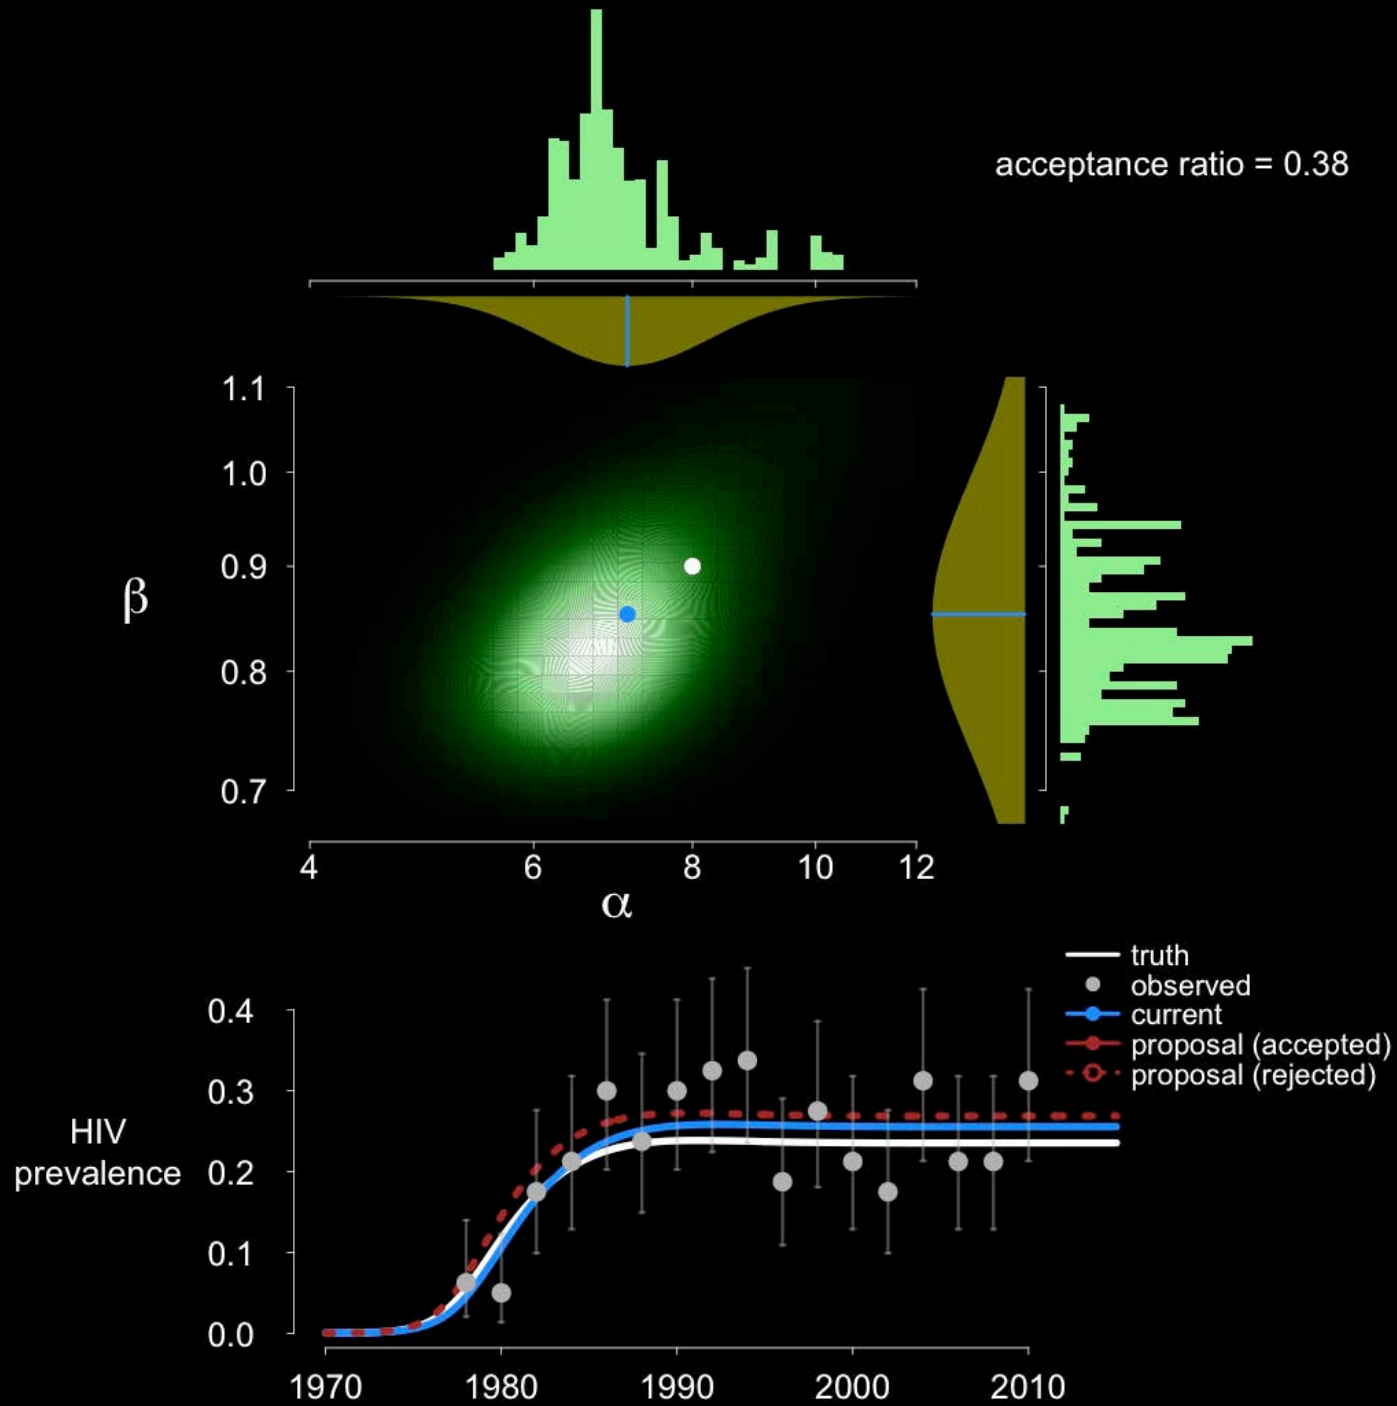 acceptance ratio = 0.38
1.1
1.0
0.9
β
0.8
0.7
4 6 8 10 12
α
truth
observed
current
proposal (accepted)
proposal (rejected)
0.4
0.3
HIV
prevalence
0.2
0.1
0.0
1970 1980 1990 2000 2010